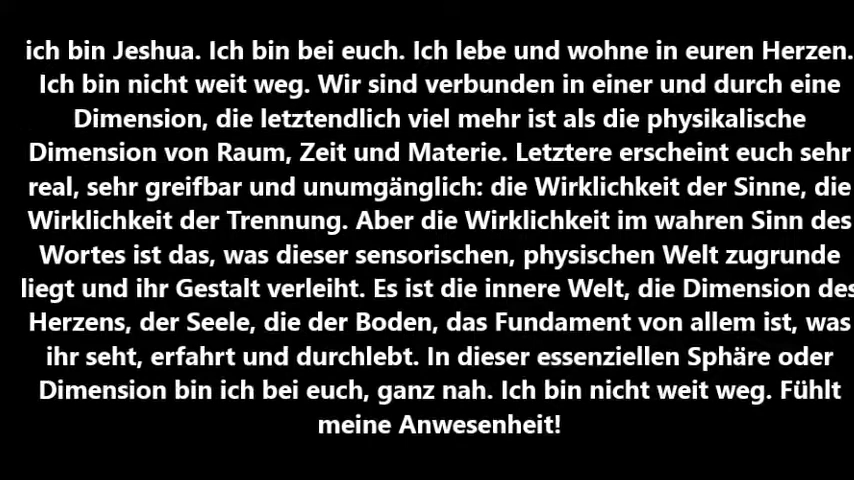 ich bin Jeshua. Ich bin bei euch. Ich lebe und wohne in euren Herzen.
Ich bin nicht weit weg. Wir sind verbunden in einer und durch eine
Dimension, die letztendlich viel mehr ist als die physikalische
Dimension von Raum, Zeit und Materie. Letztere erscheint euch sehr
real, sehr greifbar und unumgänglich: die Wirklichkeit der Sinne, die
Wirklichkeit der Trennung. Aber die Wirklichkeit im wahren Sinn des
Wortes ist das, was dieser sensorischen, physischen Welt zugrunde
liegt und ihr Gestalt verleiht. Es ist die innere Welt, die Dimension des
Herzens, der Seele, die der Boden, das Fundament von allem ist, was
ihr seht, erfahrt und durchlebt. In dieser essenziellen Sphäre oder
Dimension bin ich bei euch, ganz nah. Ich bin nicht weit weg. Fühlt
meine Anwesenheit!